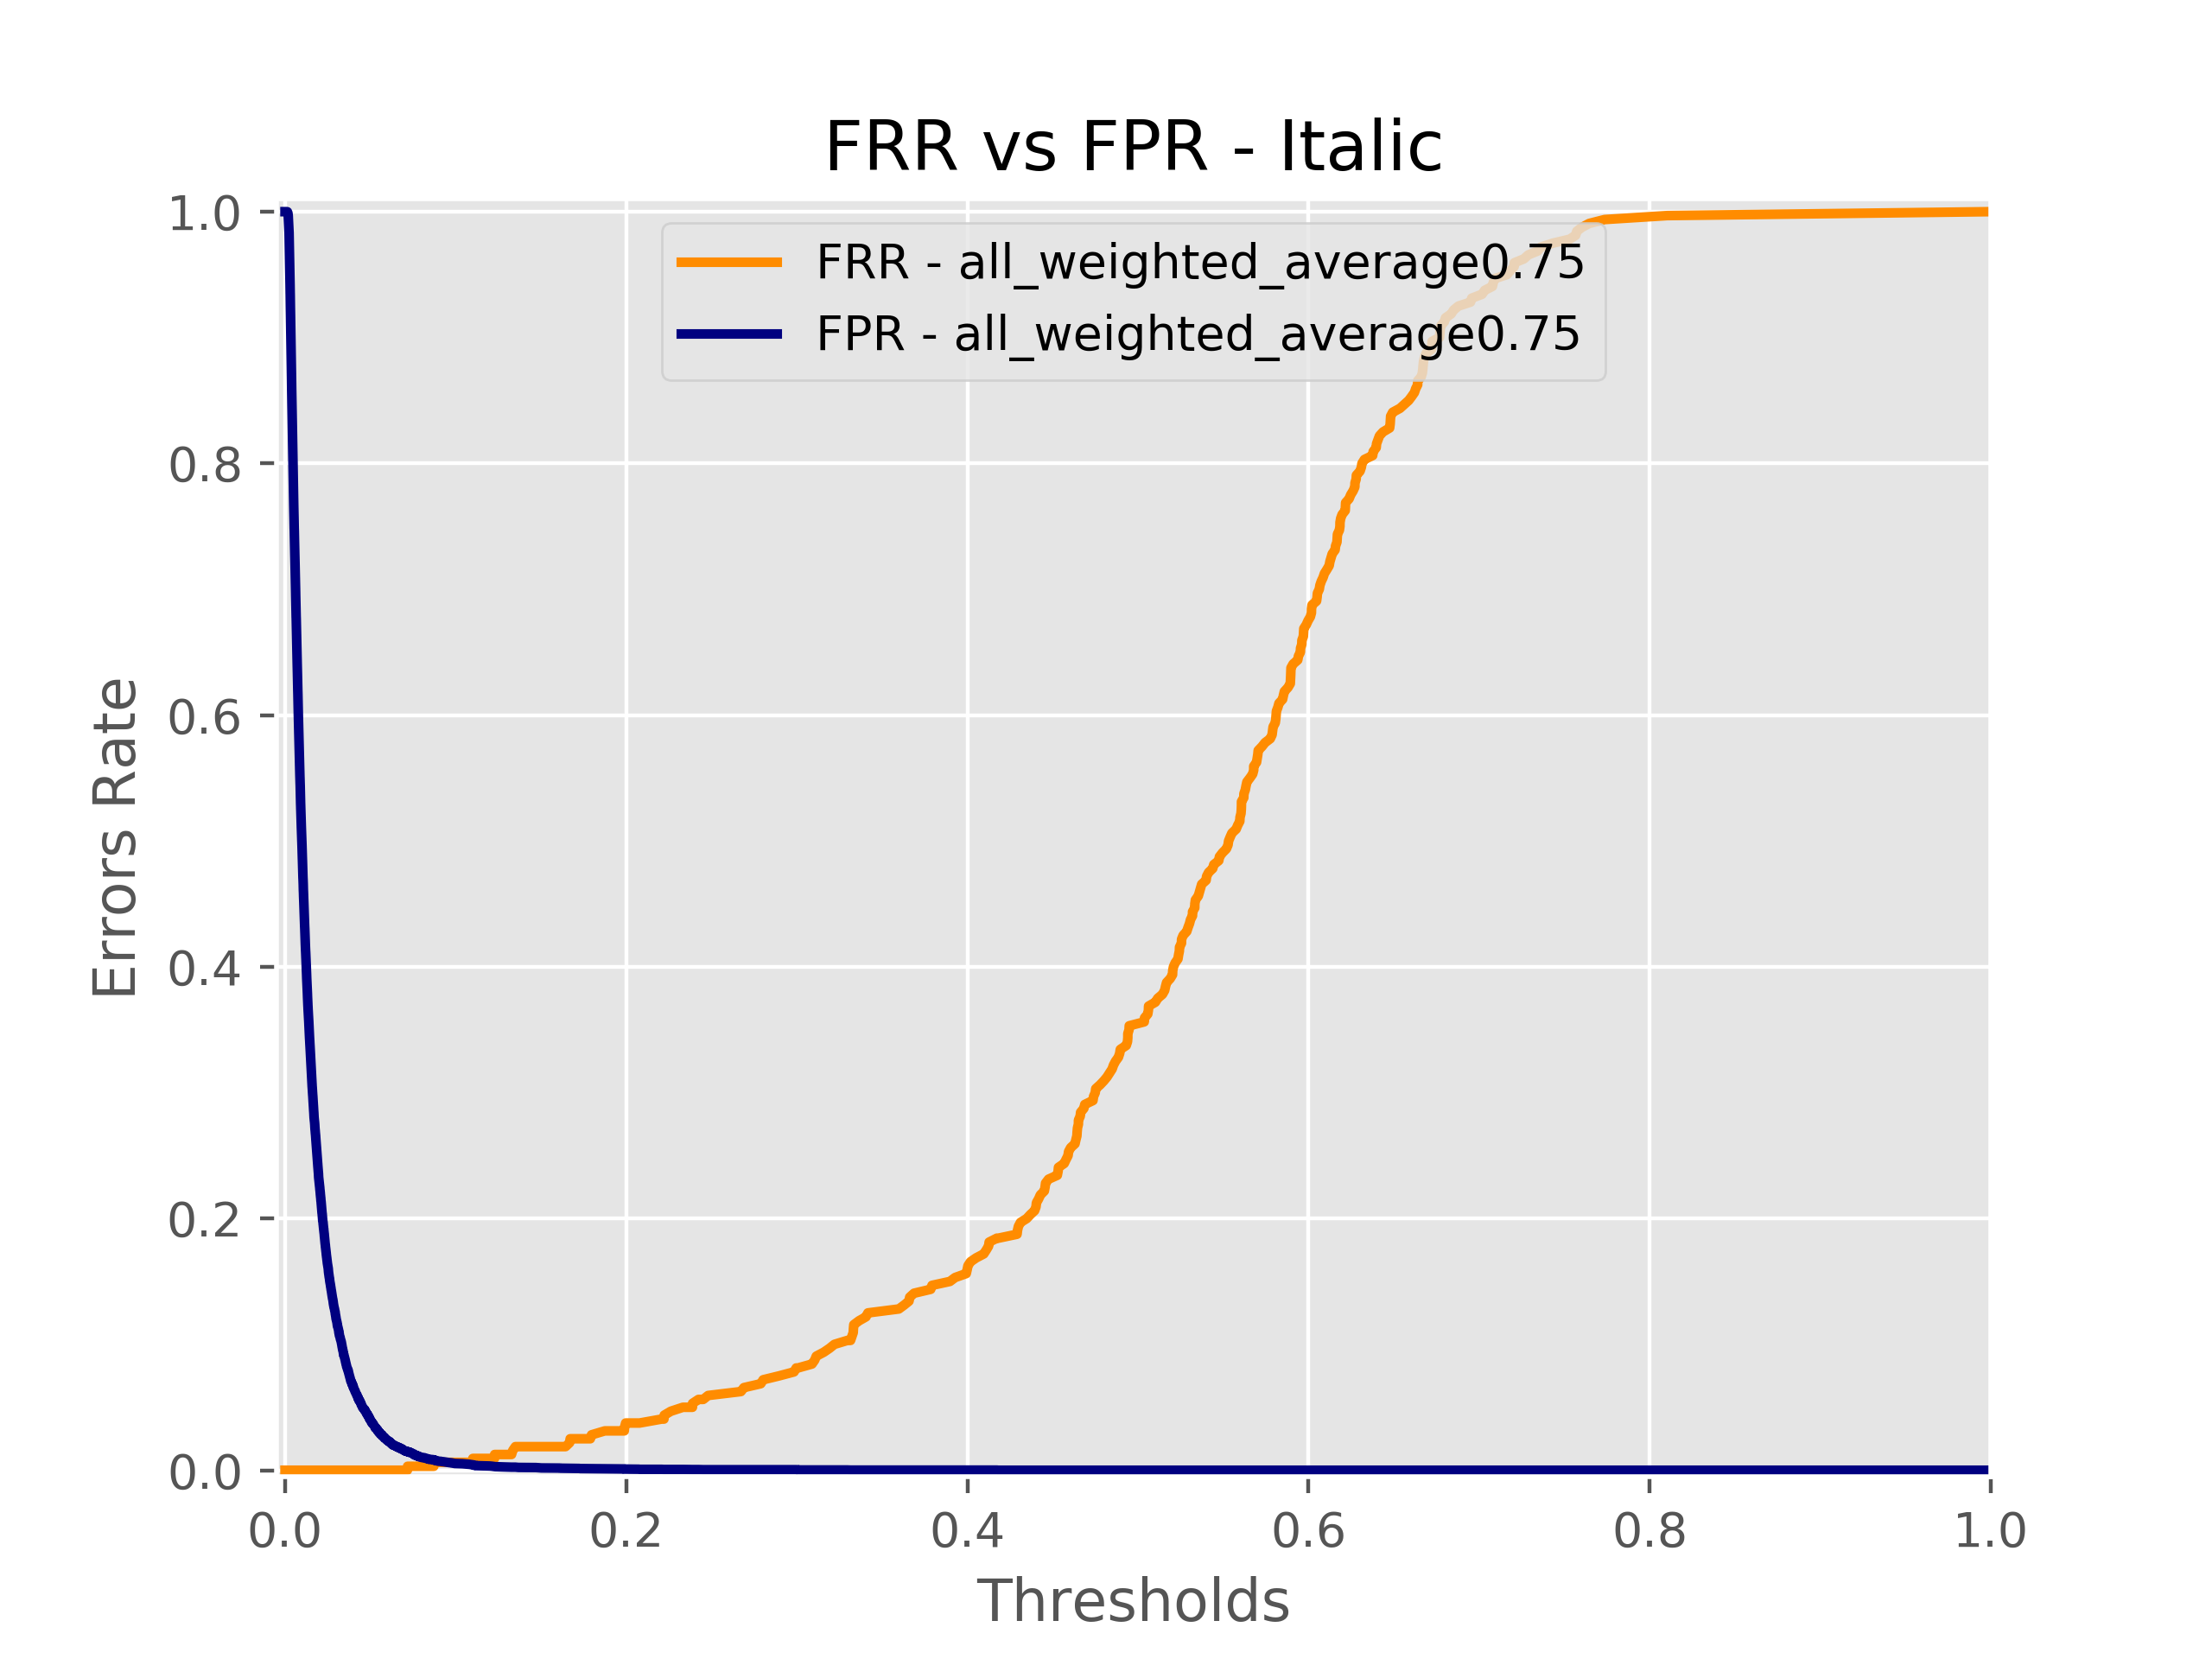 FRR vs FPR - Italic
FRR - all_weighted_average0.75
FPR - all_weighted_average0.75
Errors Rate
1.0
0.8
0.6
0.4
0.2
0.0
0.0 0.2 0.4 0.6 0.8 1.0
Thresholds